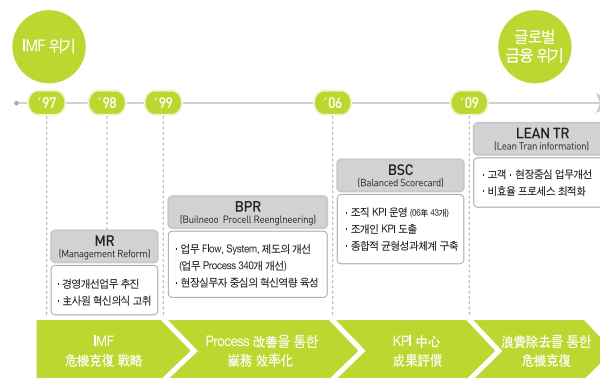 IMF 위기
글로벌
금융 위기
´97
´98
´99
´06
´09
MR
(Management Reform)
· 경영개선업무 추진
· 主사원 혁신의식 고취
BPR
(Builneoo Procell Reenglneering)
· 업무 Flow, System, 제도의 개선
(업무 Process 340개 개선)
· 현장실무자 중심의 혁신역량 육성
BSC
(Balanced Scorecard)
· 조직 KPI 운영 (06年 43개)
· 조개인 KPI 도출
· 종합적 균형성과체계 구축
LEAN TR
(Lean Tran information)
· 고객 · 현장중심 업무개선
· 비효율 프로세스 최적화
IMF
危機克復 戰略
Process 改善을 통한
業務 效率化
KPI 中心
成果評價
浪費除去를 통한
危機克復